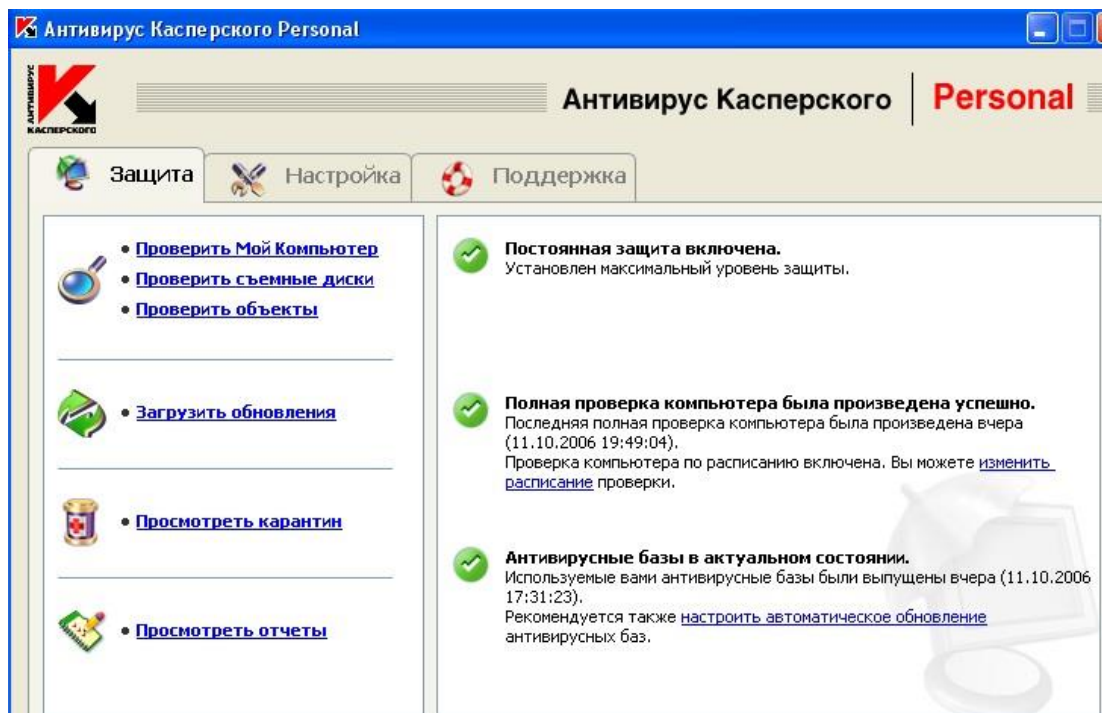 Антивирус Касперского Personal
АНТИВИРУС
КАСПЕРСКОГО
Антивирус Касперского Personal
Защита Настройка Поддержка
Проверить Мой Компьютер
Проверить съемные диски
Проверить объекты
Загрузить обновления
Просмотреть карантин
Просмотреть отчеты
Постоянная защита включена.
Установлен максимальный уровень защиты.
Полная проверка компьютера была произведена успешно.
Последняя полная проверка компьютера была произведена вчера
(11.10.2006 19:49:04).
Проверка компьютера по расписанию включена. Вы можете изменить
расписание проверки.
Антивирусные базы в актуальном состоянии.
Используемые вами антивирусные базы были выпущены вчера (11.10.2006
17:31:23).
Рекомендуется также настроить автоматическое обновление
антивирусных баз.